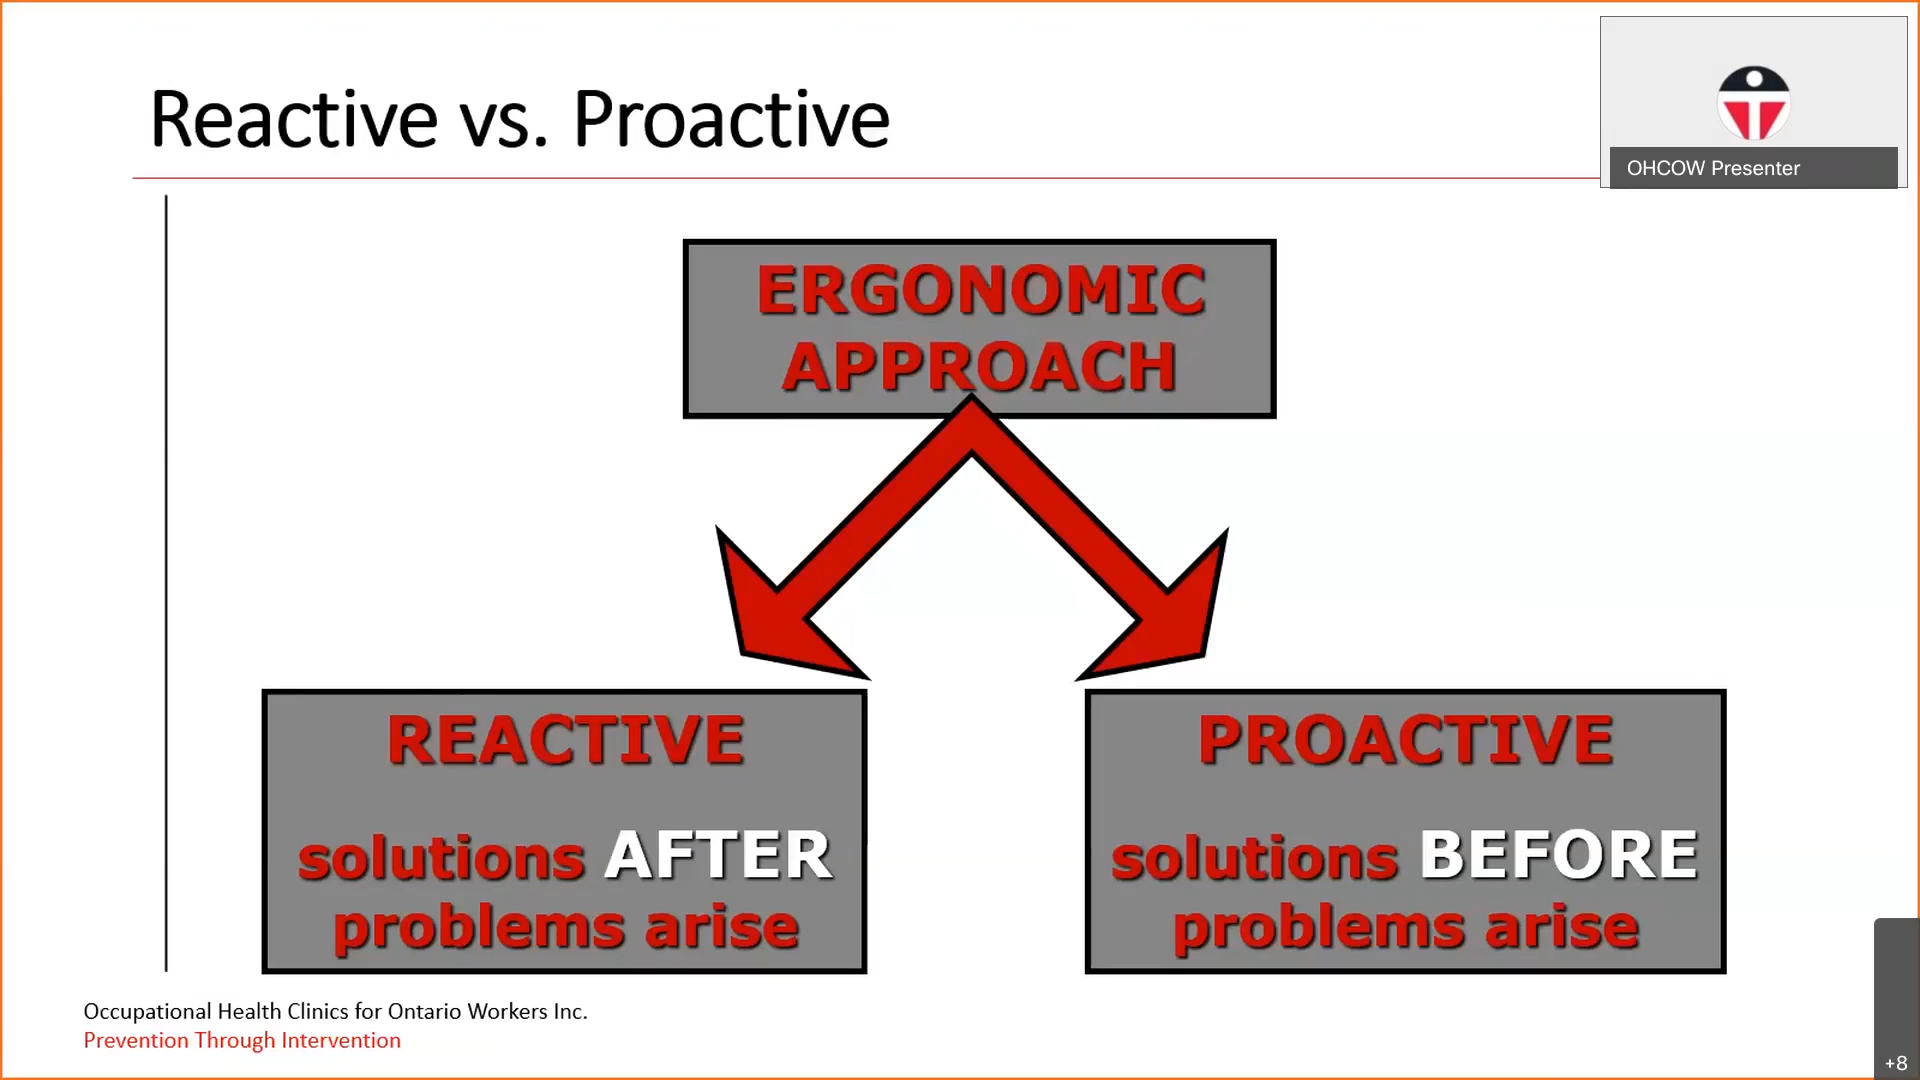 Reactive vs. Proactive
OHCOW Presenter
ERGONOMIC
APPROACH
REACTIVE
solutions AFTER
problems arise
PROACTIVE
solutions BEFORE
problems arise
Occupational Health Clinics for Ontario Workers Inc.
Prevention Through Intervention
+8